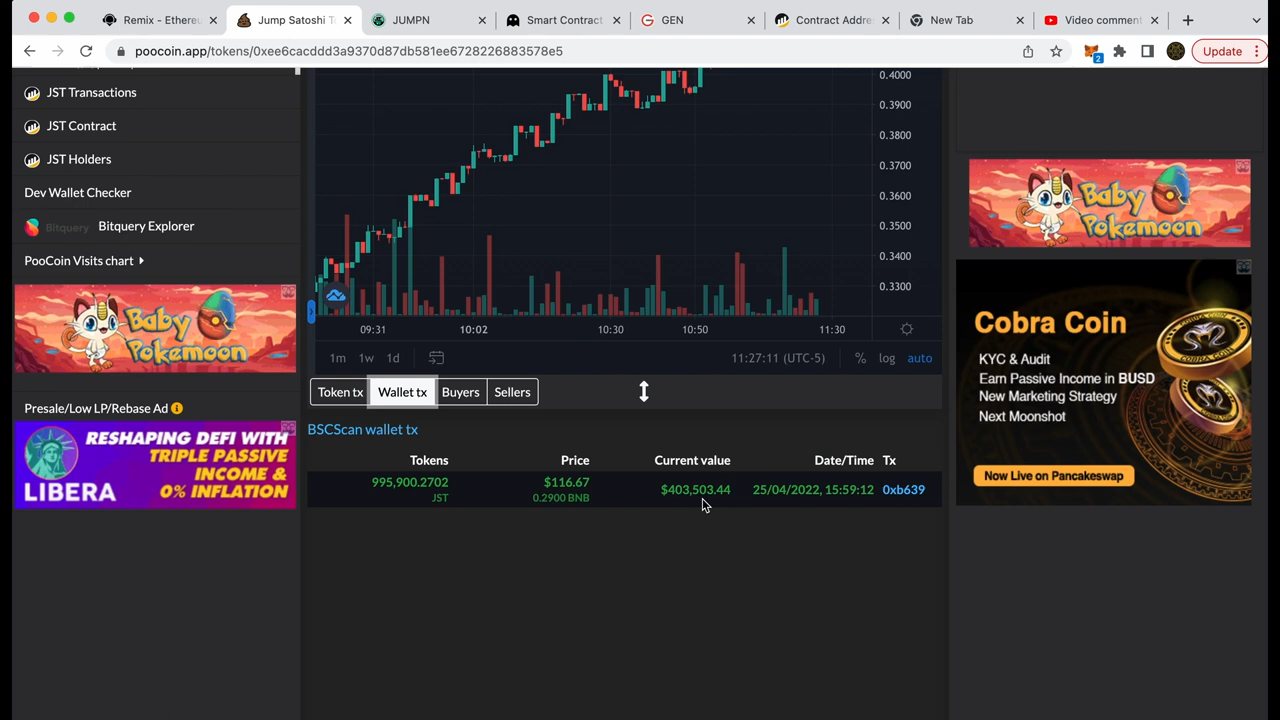 Remix - Ethereu
Jump Satoshi T
JUMPN
Smart Contract
GEN
Contract Addre
New Tab
Video comment
poocoin.app/tokens/0xee6cacddd3a9370d87db581ee6728226883578e5
2
Update
JST Transactions
JST Contract
JST Holders
Dev Wallet Checker
Bitquery Bitquery Explorer
PooCoin Visits chart
Baby
Pokemoon
Presale/Low LP/Rebase Ad
RESHAPING DEFI WITH
TRIPLE PASSIVE
INCOME &
0% INFLATION
LIBERA
0.4000
0.3900
0.3800
0.3700
0.3600
0.3500
0.3400
0.3300
09:31 10:02 10:30 10:50 11:30
1m 1w 1d 11:27:11 (UTC-5) % log auto
Token tx Wallet tx Buyers Sellers
BSCScan wallet tx
Tokens Price Current value Date/Time Tx
995,900.2702 $116.67 $403,503.44 25/04/2022, 15:59:12 0xb639
JST 0.2900 BNB
Baby
Pokemoon
Cobra Coin
KYC & Audit
Earn Passive Income in BUSD
New Marketing Strategy
Next Moonshot
Now Live on Pancakeswap